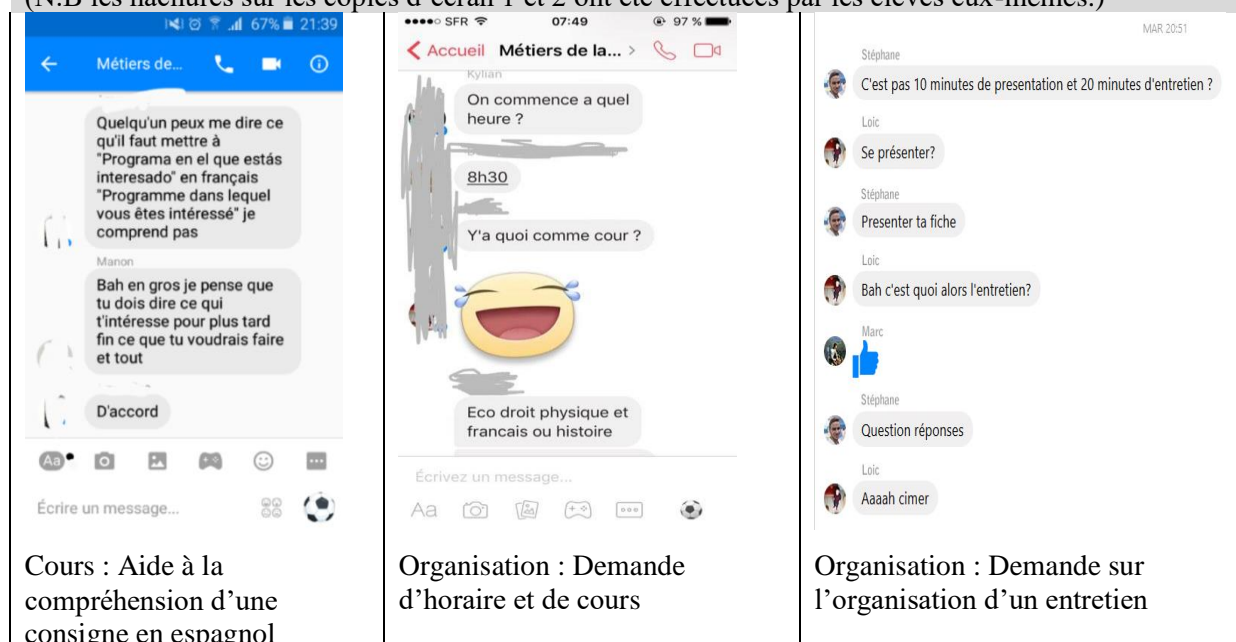 (N.B les hachures sur les copies d'écran 1 et 2 ont été effectuées par les élèves eux-mêmes.)
67% 21:39
Métiers de...
Quelqu'un peux me dire ce
qu'il faut mettre à
"Programa en el que estás
interesado" en français
"Programme dans lequel
vous êtes intéressé" je
comprend pas
Manon
Bah en gros je pense que
tu dois dire ce qui
t'intéresse pour plus tard
fin ce que tu voudrais faire
et tout
D'accord
Aa
Écrire un message...
Cours : Aide à la
compréhension d'une
consigne en espagnol
SFR 07:49 97 %
Accueil Métiers de la... >
Kylian
On commence a quel
heure ?
8h30
Y'a quoi comme cour ?
Eco droit physique et
francais ou histoire
Écrivez un message...
Aa
Organisation : Demande
d'horaire et de cours
MAR 20:51
Stéphane
C'est pas 10 minutes de presentation et 20 minutes d'entretien ?
Loic
Se présenter?
Stéphane
Presenter ta fiche
Loic
Bah c'est quoi alors l'entretien?
Marc
Stéphane
Question réponses
Loic
Aaaah cimer
Organisation : Demande sur
l'organisation d'un entretien